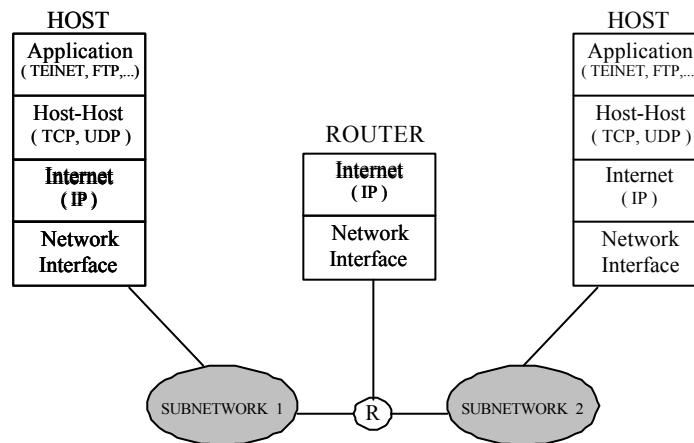 HOST
Application
( TEINET, FTP,...)
Host-Host
( TCP, UDP )
Internet
( IP )
Network
Interface
ROUTER
Internet
( IP )
Network
Interface
HOST
Application
( TEINET, FTP,...
Host-Host
( TCP, UDP )
Internet
( IP )
Network
Interface
SUBNETWORK 1
R
SUBNETWORK 2